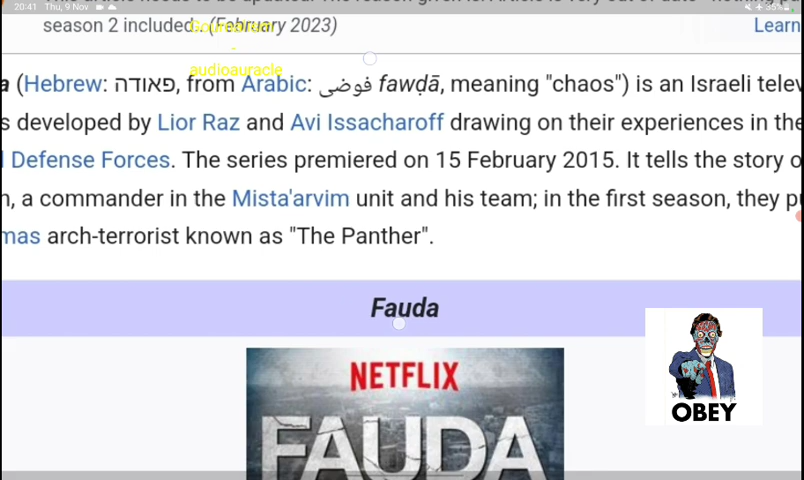 20:41 Thu, 9 Nov
35%
season 2 included. (February 2023)
Learn
audioauracle
a (Hebrew: פאודה, from Arabic: فوضى fawḍā, meaning "chaos") is an Israeli telev
s developed by Lior Raz and Avi Issacharoff drawing on their experiences in the
l Defense Forces. The series premiered on 15 February 2015. It tells the story o
n, a commander in the Mista'arvim unit and his team; in the first season, they pu
mas arch-terrorist known as "The Panther".
Fauda
NETFLIX
FAUDA
OBEY